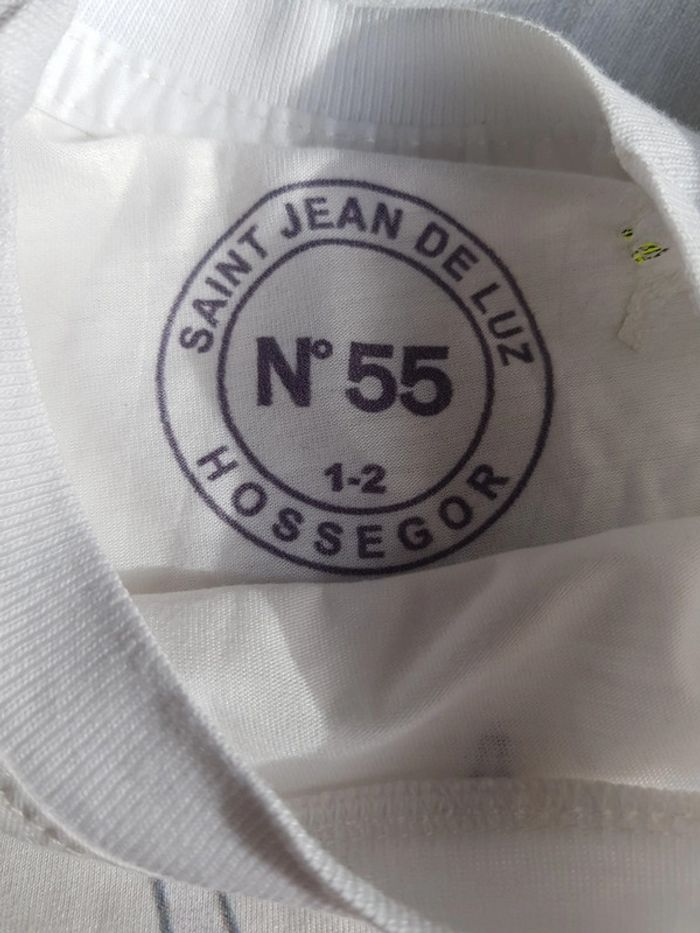 SAINT JEAN DE LUZ
N° 55
1-2
HOSSEGOR